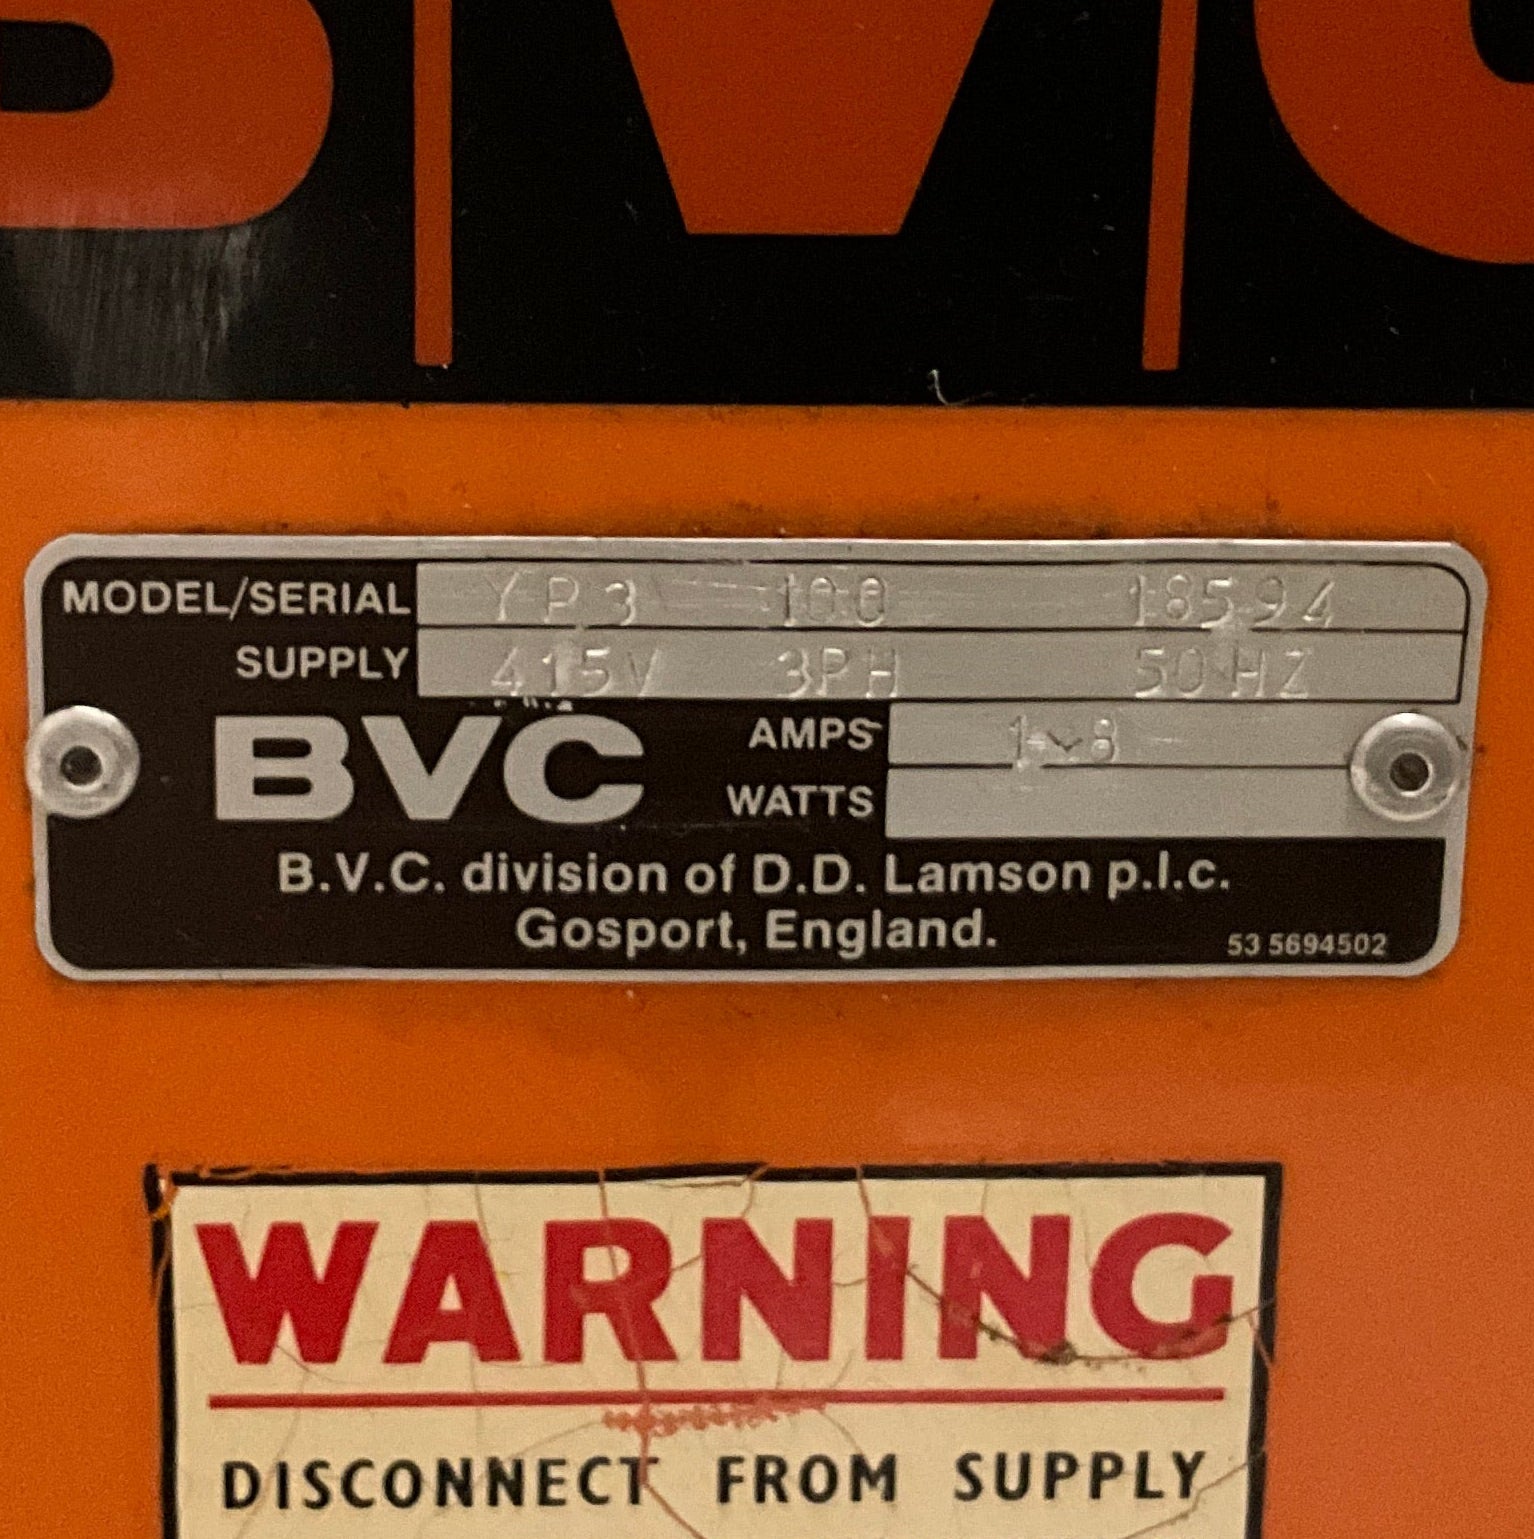 BVC
MODEL/SERIAL YP3 100 18594
SUPPLY 415V 3PH 50HZ
BVC
AMPS 1.8
WATTS
B.V.C. division of D.D. Lamson p.l.c.
Gosport, England.
53 5694502
WARNING
DISCONNECT FROM SUPPLY